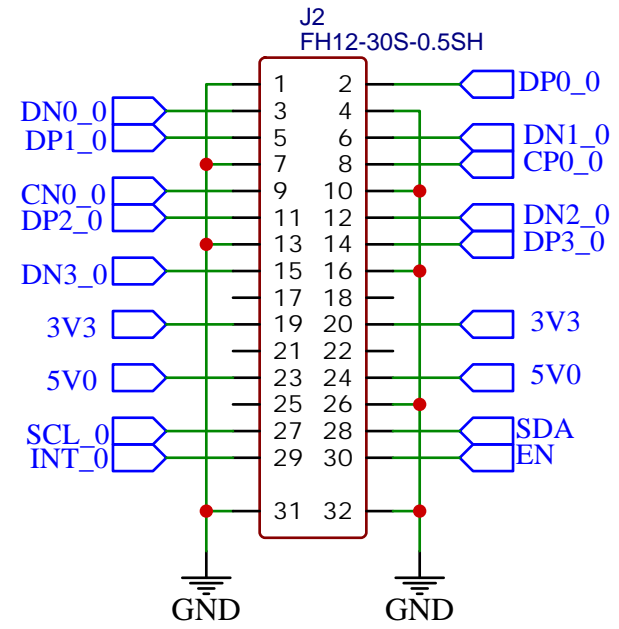 J2
FH12-30S-0.5SH
1 2 DP0_0
DN0_0 3 4
DP1_0 5 6 DN1_0
7 8 CP0_0
CN0_0 9 10
DP2_0 11 12 DN2_0
13 14 DP3_0
DN3_0 15 16
17 18
3V3 19 20 3V3
21 22
5V0 23 24 5V0
25 26
SCL_0 27 28 SDA
INT_0 29 30 EN
31 32
GND GND